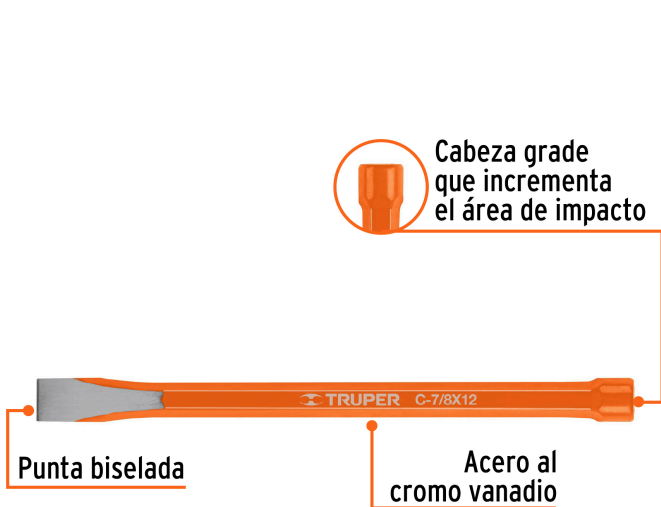 Cabeza grade
que incrementa
el área de impacto
TRUPER C-7/8X12
Punta biselada
Acero al
cromo vanadio